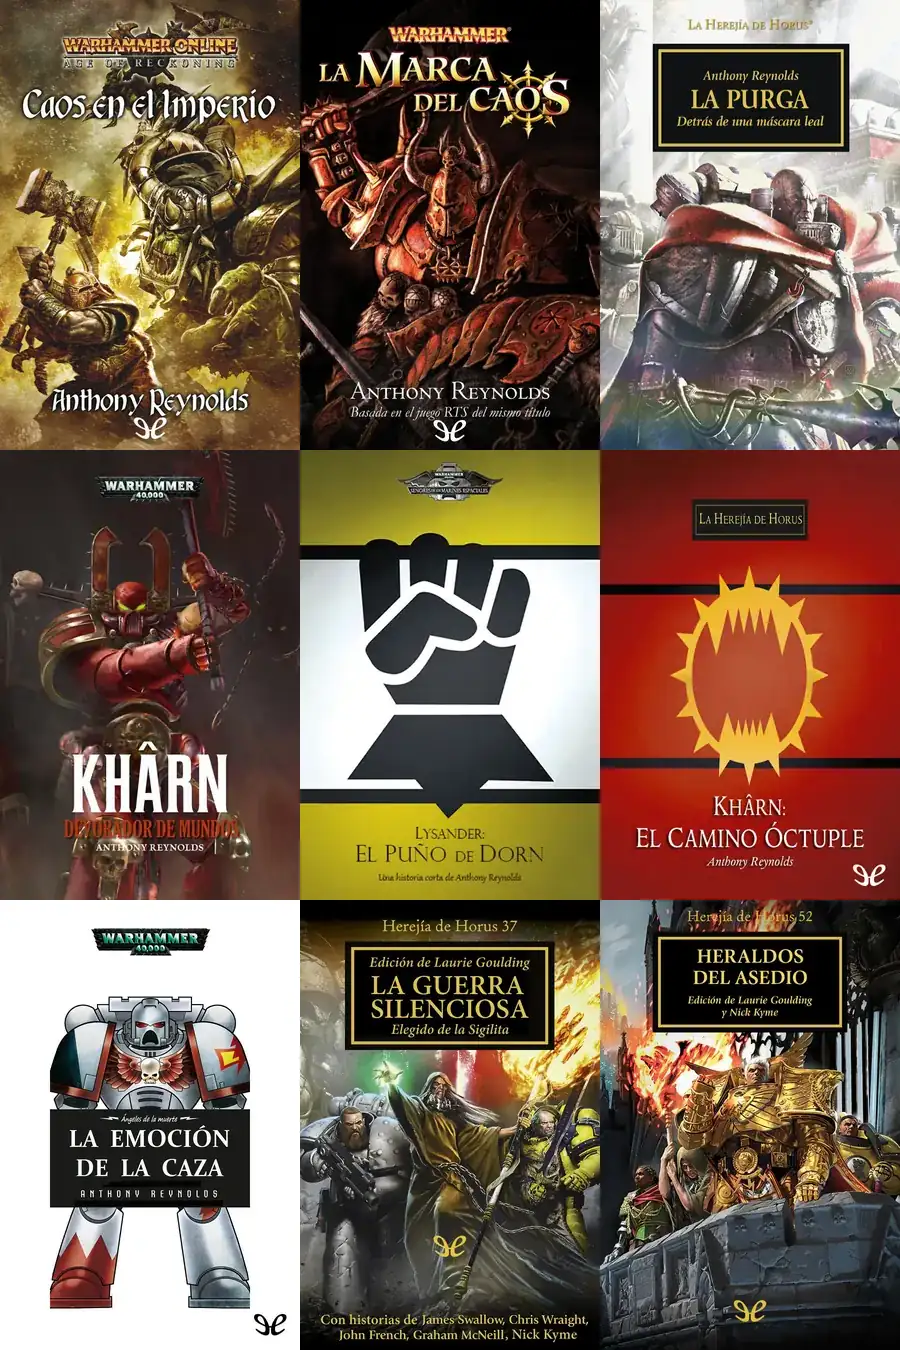 WARHAMMER ONLINE
AGE OF RECKONING
Caos en el Imperio
Anthony Reynolds
WARHAMMER
LA MARCA
DEL CAOS
ANTHONY REYNOLDS
Basada en el juego RTS del mismo título
LA HEREJÍA DE HORUS
Anthony Reynolds
LA PURGA
Detrás de una máscara leal
WARHAMMER
40,000
KHÂRN
DEVORADOR DE MUNDOS
ANTHONY REYNOLDS
WARHAMMER
SEÑORES DE LOS MARINES ESPACIALES
LYSANDER:
EL PUÑO DE DORN
Una historia corta de Anthony Reynolds
LA HEREJÍA DE HORUS
KHÂRN:
EL CAMINO ÓCTUPLE
Anthony Reynolds
WARHAMMER
40,000
Ángeles de la muerte
LA EMOCIÓN
DE LA CAZA
ANTHONY REYNOLDS
Herejía de Horus 37
Edición de Laurie Goulding
LA GUERRA
SILENCIOSA
Elegido de la Sigilita
Con historias de James Swallow, Chris Wraight,
John French, Graham McNeill, Nick Kyme
Herejía de Horus 52
HERALDOS
DEL ASEDIO
Edición de Laurie Goulding
y Nick Kyme